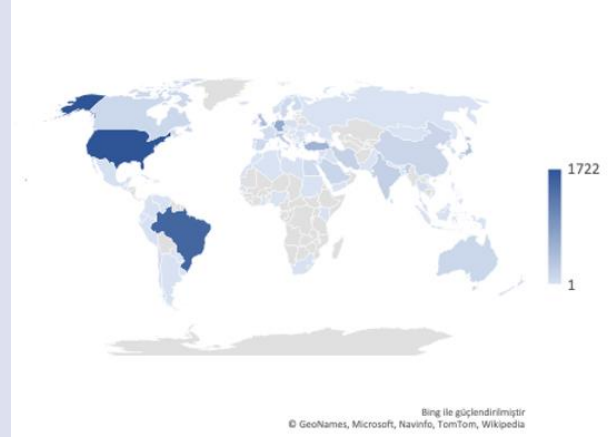 1722
1
Bing ile güçlendirilmiştir
© GeoNames, Microsoft, Navinfo, TomTom, Wikipedia